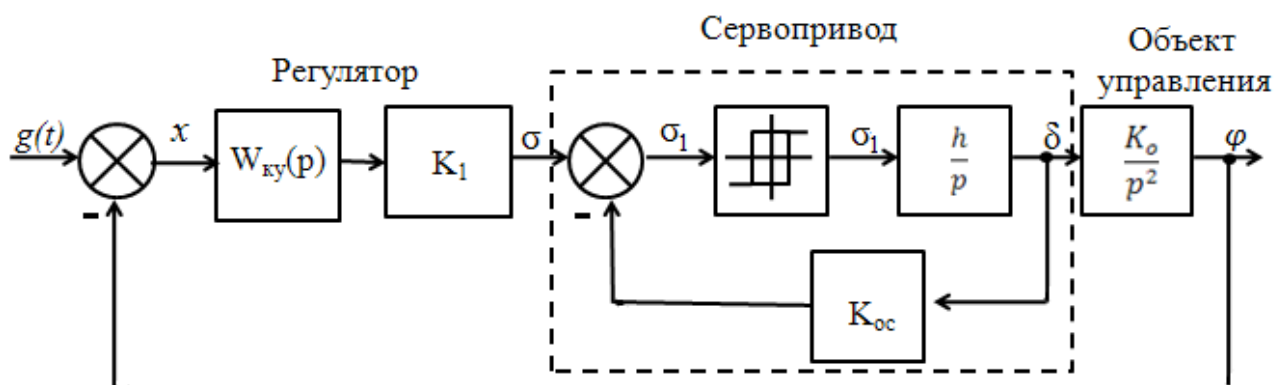 Сервопривод
Объект
управления
Регулятор
g(t)
x
Wку(p)
K1
σ
σ1
σ1
h
p
δ
Ko
p²
φ
-
-
Kос